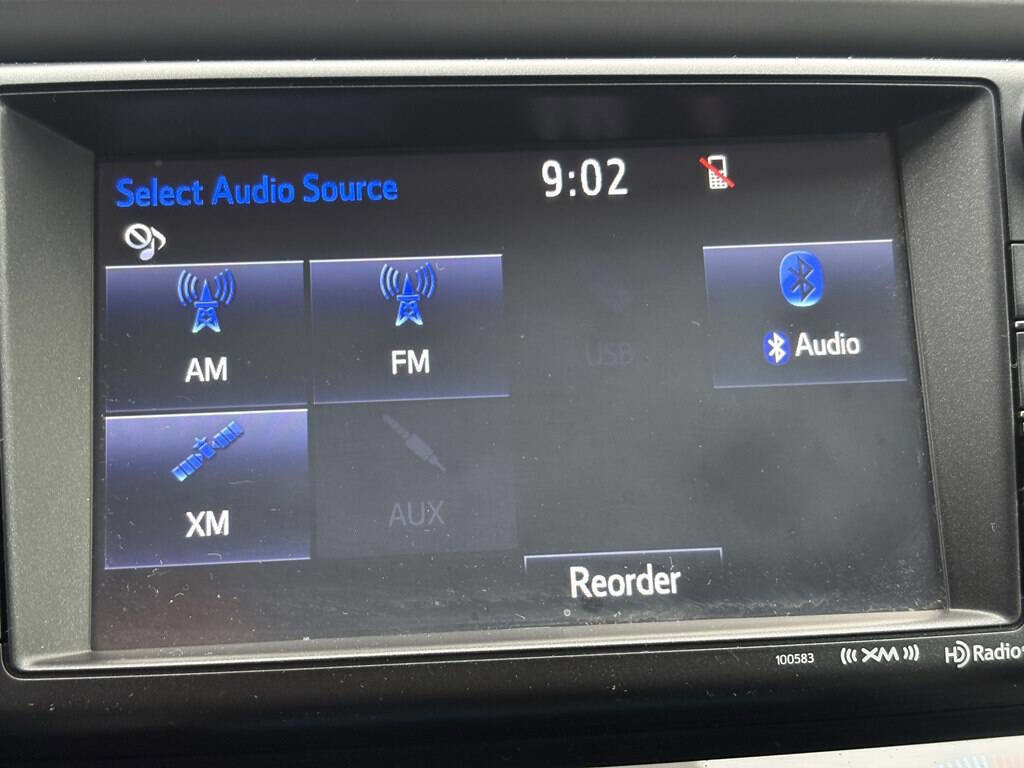 Select Audio Source
9:02
AM
FM
USB
Audio
XM
AUX
Reorder
100583
XM
HD Radio